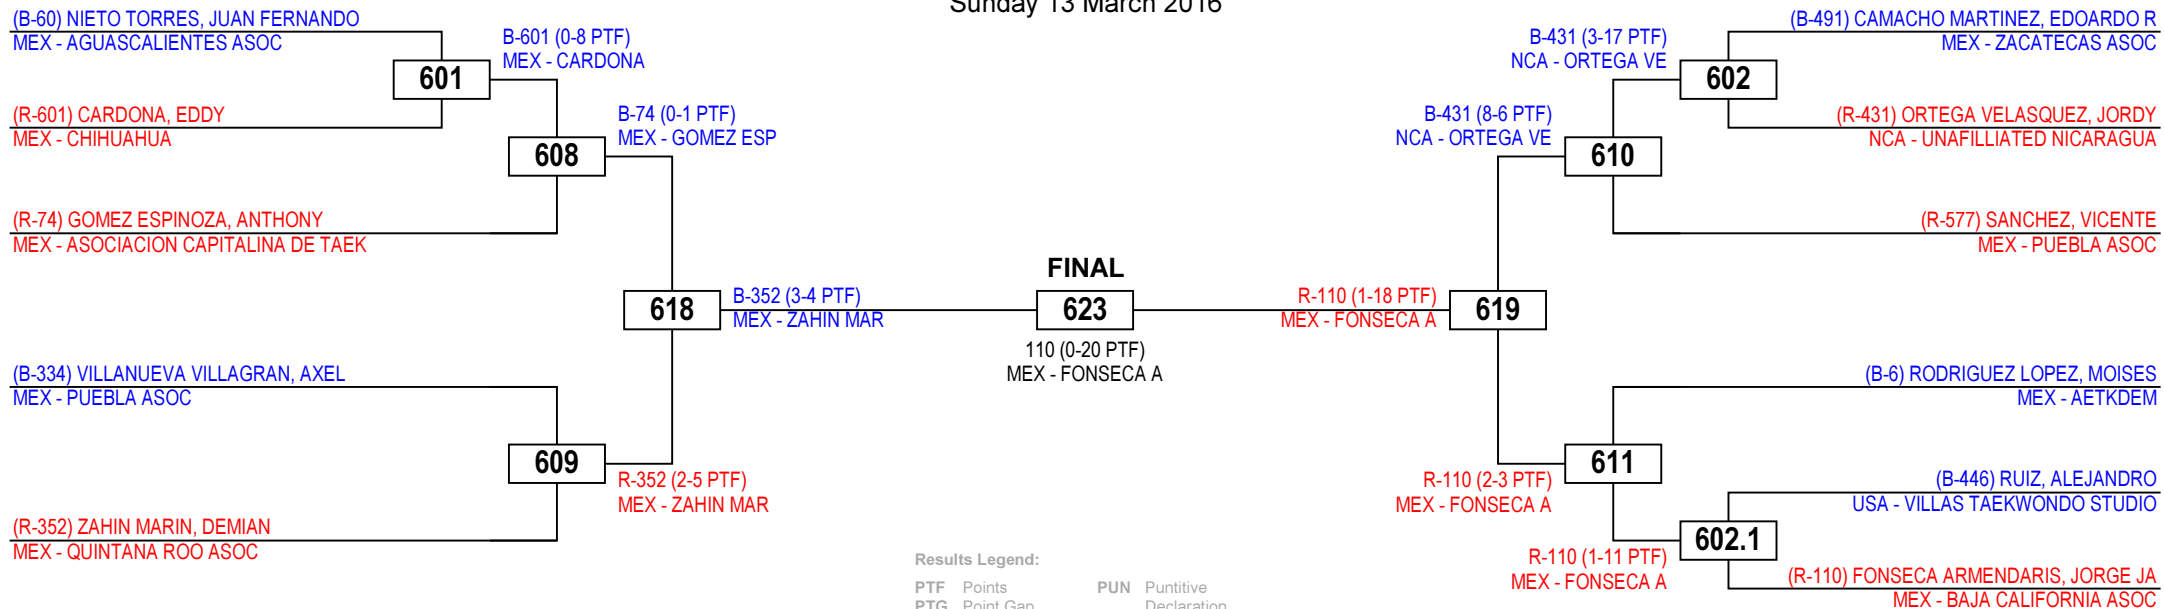 Sunday 13 March 2016
(B-60) NIETO TORRES, JUAN FERNANDO
MEX - AGUASCALIENTES ASOC
B-601 (0-8 PTF)
MEX - CARDONA
601
(R-601) CARDONA, EDDY
MEX - CHIHUAHUA
B-74 (0-1 PTF)
MEX - GOMEZ ESP
608
(R-74) GOMEZ ESPINOZA, ANTHONY
MEX - ASOCIACION CAPITALINA DE TAEK
618
B-352 (3-4 PTF)
MEX - ZAHIN MAR
(B-334) VILLANUEVA VILLAGRAN, AXEL
MEX - PUEBLA ASOC
609
R-352 (2-5 PTF)
MEX - ZAHIN MAR
(R-352) ZAHIN MARIN, DEMIAN
MEX - QUINTANA ROO ASOC
FINAL
623
110 (0-20 PTF)
MEX - FONSECA A
(B-491) CAMACHO MARTINEZ, EDOARDO R
MEX - ZACATECAS ASOC
B-431 (3-17 PTF)
NCA - ORTEGA VE
602
(R-431) ORTEGA VELASQUEZ, JORDY
NCA - UNAFILLIATED NICARAGUA
B-431 (8-6 PTF)
NCA - ORTEGA VE
610
(R-577) SANCHEZ, VICENTE
MEX - PUEBLA ASOC
R-110 (1-18 PTF)
MEX - FONSECA A
619
(B-6) RODRIGUEZ LOPEZ, MOISES
MEX - AETKDEM
611
R-110 (2-3 PTF)
MEX - FONSECA A
(B-446) RUIZ, ALEJANDRO
USA - VILLAS TAEKWONDO STUDIO
602.1
R-110 (1-11 PTF)
MEX - FONSECA A
(R-110) FONSECA ARMENDARIS, JORGE JA
MEX - BAJA CALIFORNIA ASOC
Results Legend:
PTF Points PUN Puntitive
PTG Point Gap Declaration